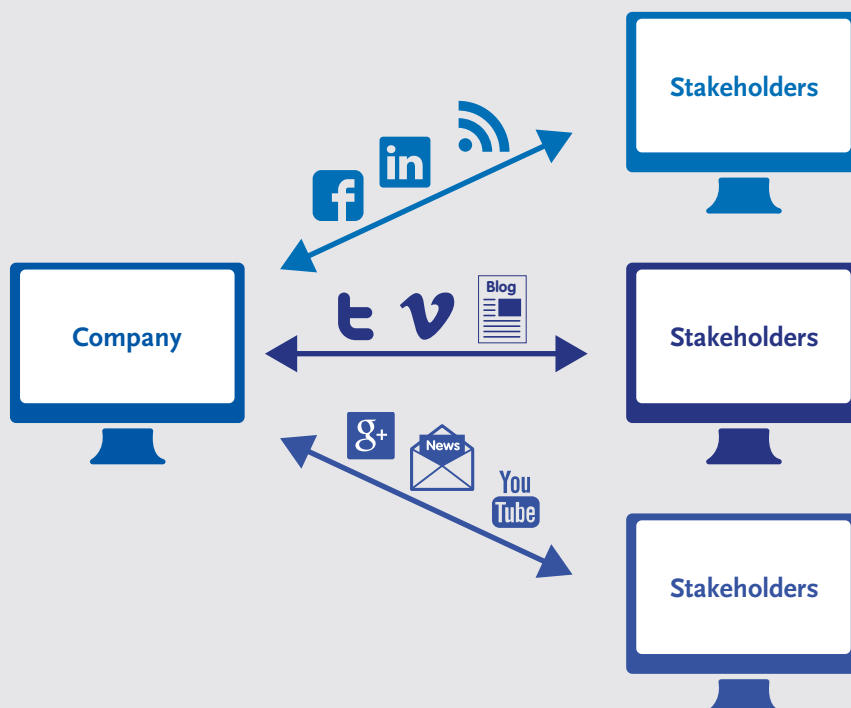 Stakeholders
f
in
Blog
t
v
Company
Stakeholders
g+
News
You
Tube
Stakeholders